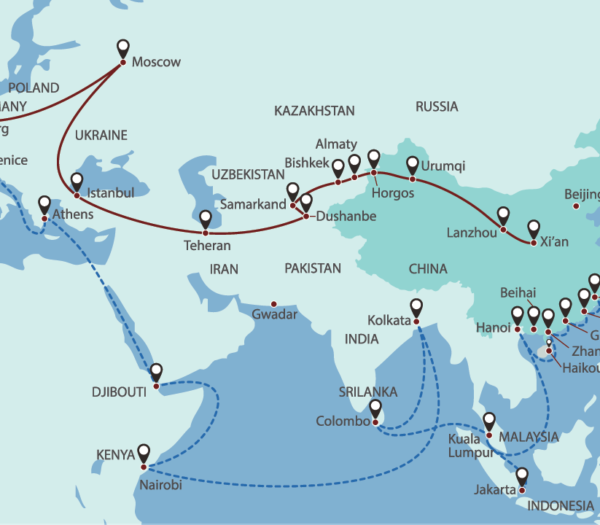 Moscow
POLAND
MANY
rg
KAZAKHSTAN
RUSSIA
UKRAINE
enice
Almaty
Bishkek
Urumqi
UZBEKISTAN
Horgos
Istanbul
Samarkand
Athens
Dushanbe
Beijing
Lanzhou
Xi'an
Teheran
IRAN
PAKISTAN
CHINA
Beihai
Gwadar
Kolkata
Hanoi
G
INDIA
Zhan
Haikou
DJIBOUTI
SRILANKA
Colombo
Kuala
Lumpur
MALAYSIA
KENYA
Nairobi
Jakarta
INDONESIA